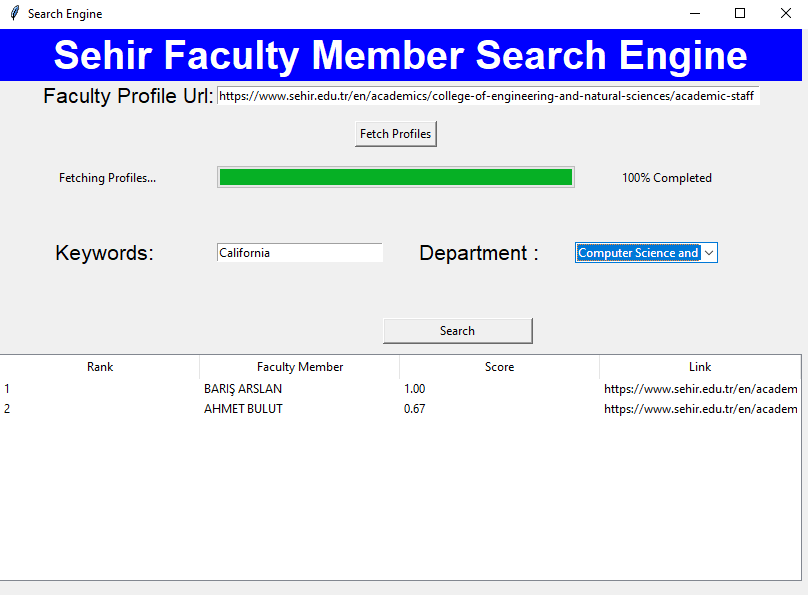 Search Engine
Sehir Faculty Member Search Engine
Faculty Profile Url: https://www.sehir.edu.tr/en/academics/college-of-engineering-and-natural-sciences/academic-staff
Fetch Profiles
Fetching Profiles... 100% Completed
Keywords: California Department : Computer Science and
Search
Rank Faculty Member Score Link
1 BARIŞ ARSLAN 1.00 https://www.sehir.edu.tr/en/academ
2 AHMET BULUT 0.67 https://www.sehir.edu.tr/en/academ